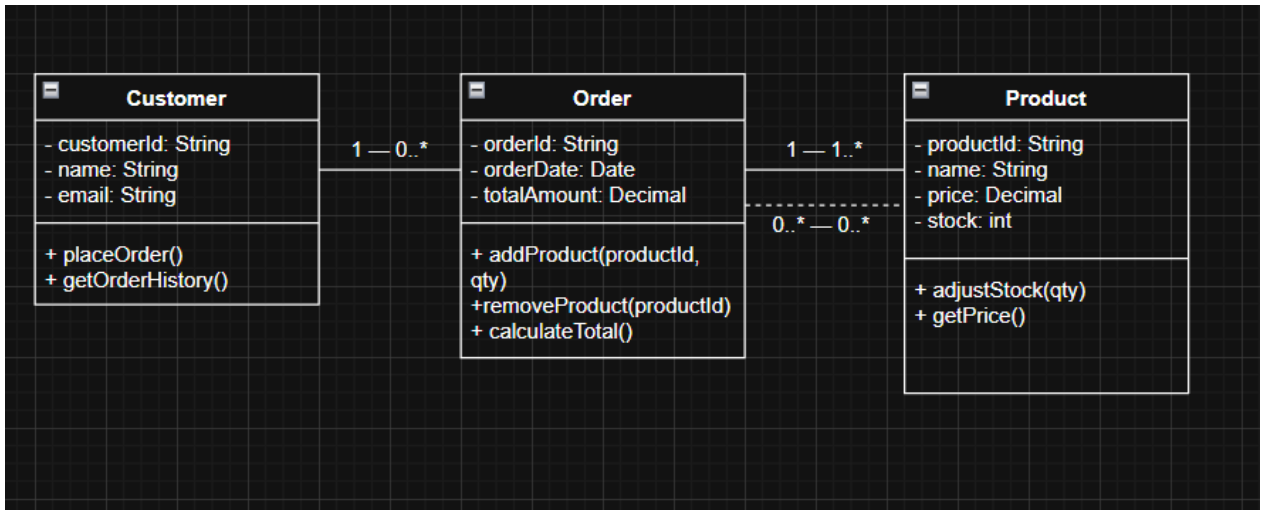 Customer
- customerId: String
- name: String
- email: String
+ placeOrder()
+ getOrderHistory()
1 — 0..*
Order
- orderId: String
- orderDate: Date
- totalAmount: Decimal
+ addProduct(productId,
qty)
+removeProduct(productId)
+ calculateTotal()
1 — 1..*
0..* — 0..*
Product
- productId: String
- name: String
- price: Decimal
- stock: int
+ adjustStock(qty)
+ getPrice()